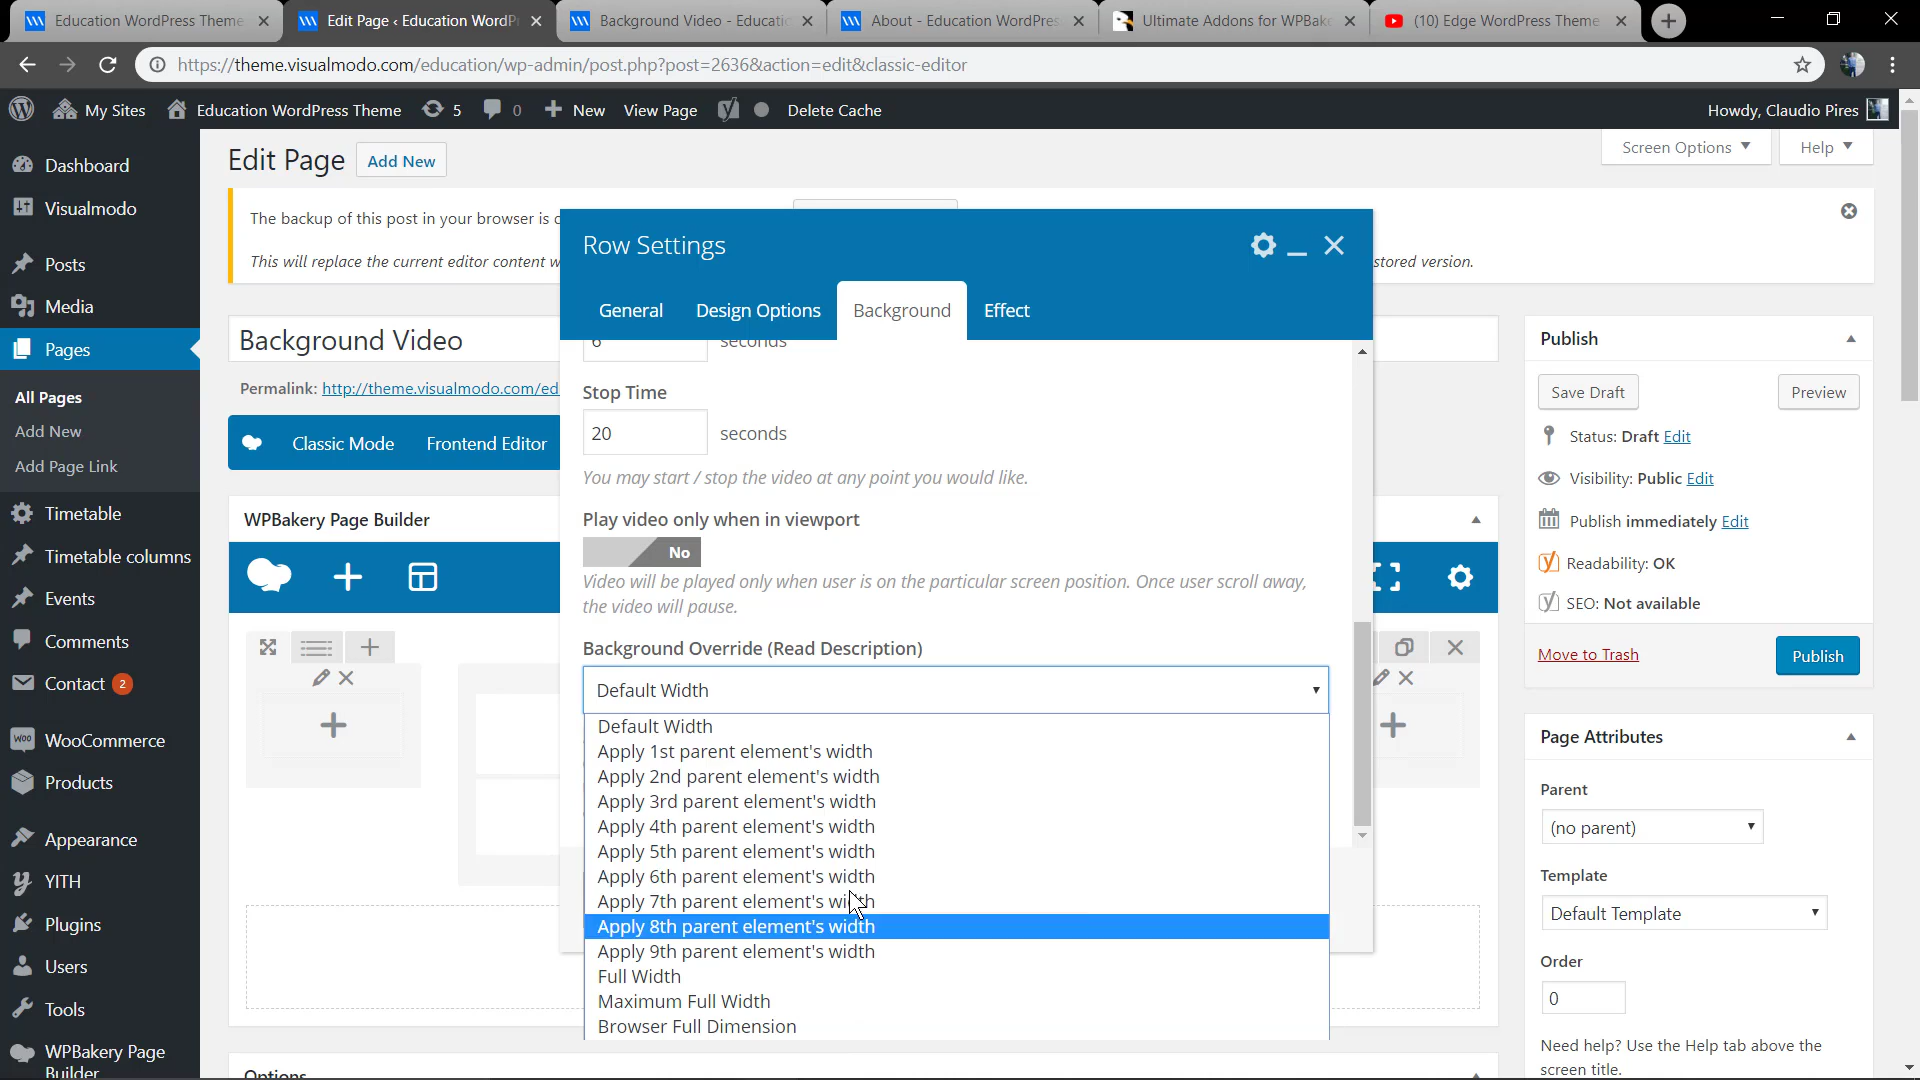 Education WordPress Theme
Edit Page ‹ Education WordP
Background Video - Educati
About - Education WordPres
Ultimate Addons for WPBak
(10) Edge WordPress Theme
https://theme.visualmodo.com/education/wp-admin/post.php?post=2636&action=edit&classic-editor
My Sites
Education WordPress Theme
5
0
New
View Page
Delete Cache
Howdy, Claudio Pires
Edit Page
Add New
Screen Options
Help
Dashboard
Visualmodo
Posts
Media
Pages
All Pages
Add New
Add Page Link
Timetable
Timetable columns
Events
Comments
Contact 2
WooCommerce
Products
Appearance
YITH
Plugins
Users
Tools
WPBakery Page
Builder
The backup of this post in your browser is
This will replace the current editor content
stored version.
Background Video
Permalink: http://theme.visualmodo.com/ed
Classic Mode
Frontend Editor
WPBakery Page Builder
Options
Row Settings
General
Design Options
Background
Effect
6
seconds
Stop Time
20
seconds
You may start / stop the video at any point you would like.
Play video only when in viewport
No
Video will be played only when user is on the particular screen position. Once user scroll away,
the video will pause.
Background Override (Read Description)
Default Width
Default Width
Apply 1st parent element's width
Apply 2nd parent element's width
Apply 3rd parent element's width
Apply 4th parent element's width
Apply 5th parent element's width
Apply 6th parent element's width
Apply 7th parent element's width
Apply 8th parent element's width
Apply 9th parent element's width
Full Width
Maximum Full Width
Browser Full Dimension
Publish
Save Draft
Preview
Status: Draft Edit
Visibility: Public Edit
Publish immediately Edit
Readability: OK
SEO: Not available
Move to Trash
Publish
Page Attributes
Parent
(no parent)
Template
Default Template
Order
0
Need help? Use the Help tab above the
screen title.